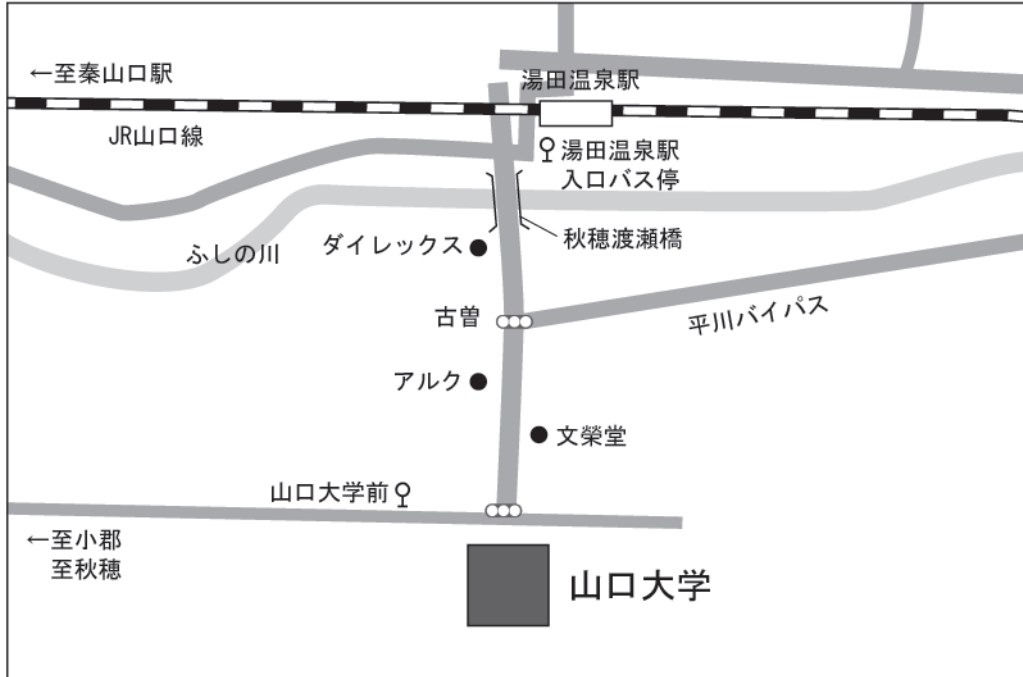 ←至秦山口駅
湯田温泉駅
JR山口線
湯田温泉駅
入口バス停
秋穂渡瀬橋
ダイレックス
ふしの川
古曽
平川バイパス
アルク
文榮堂
山口大学前
←至小郡
至秋穂
山口大学